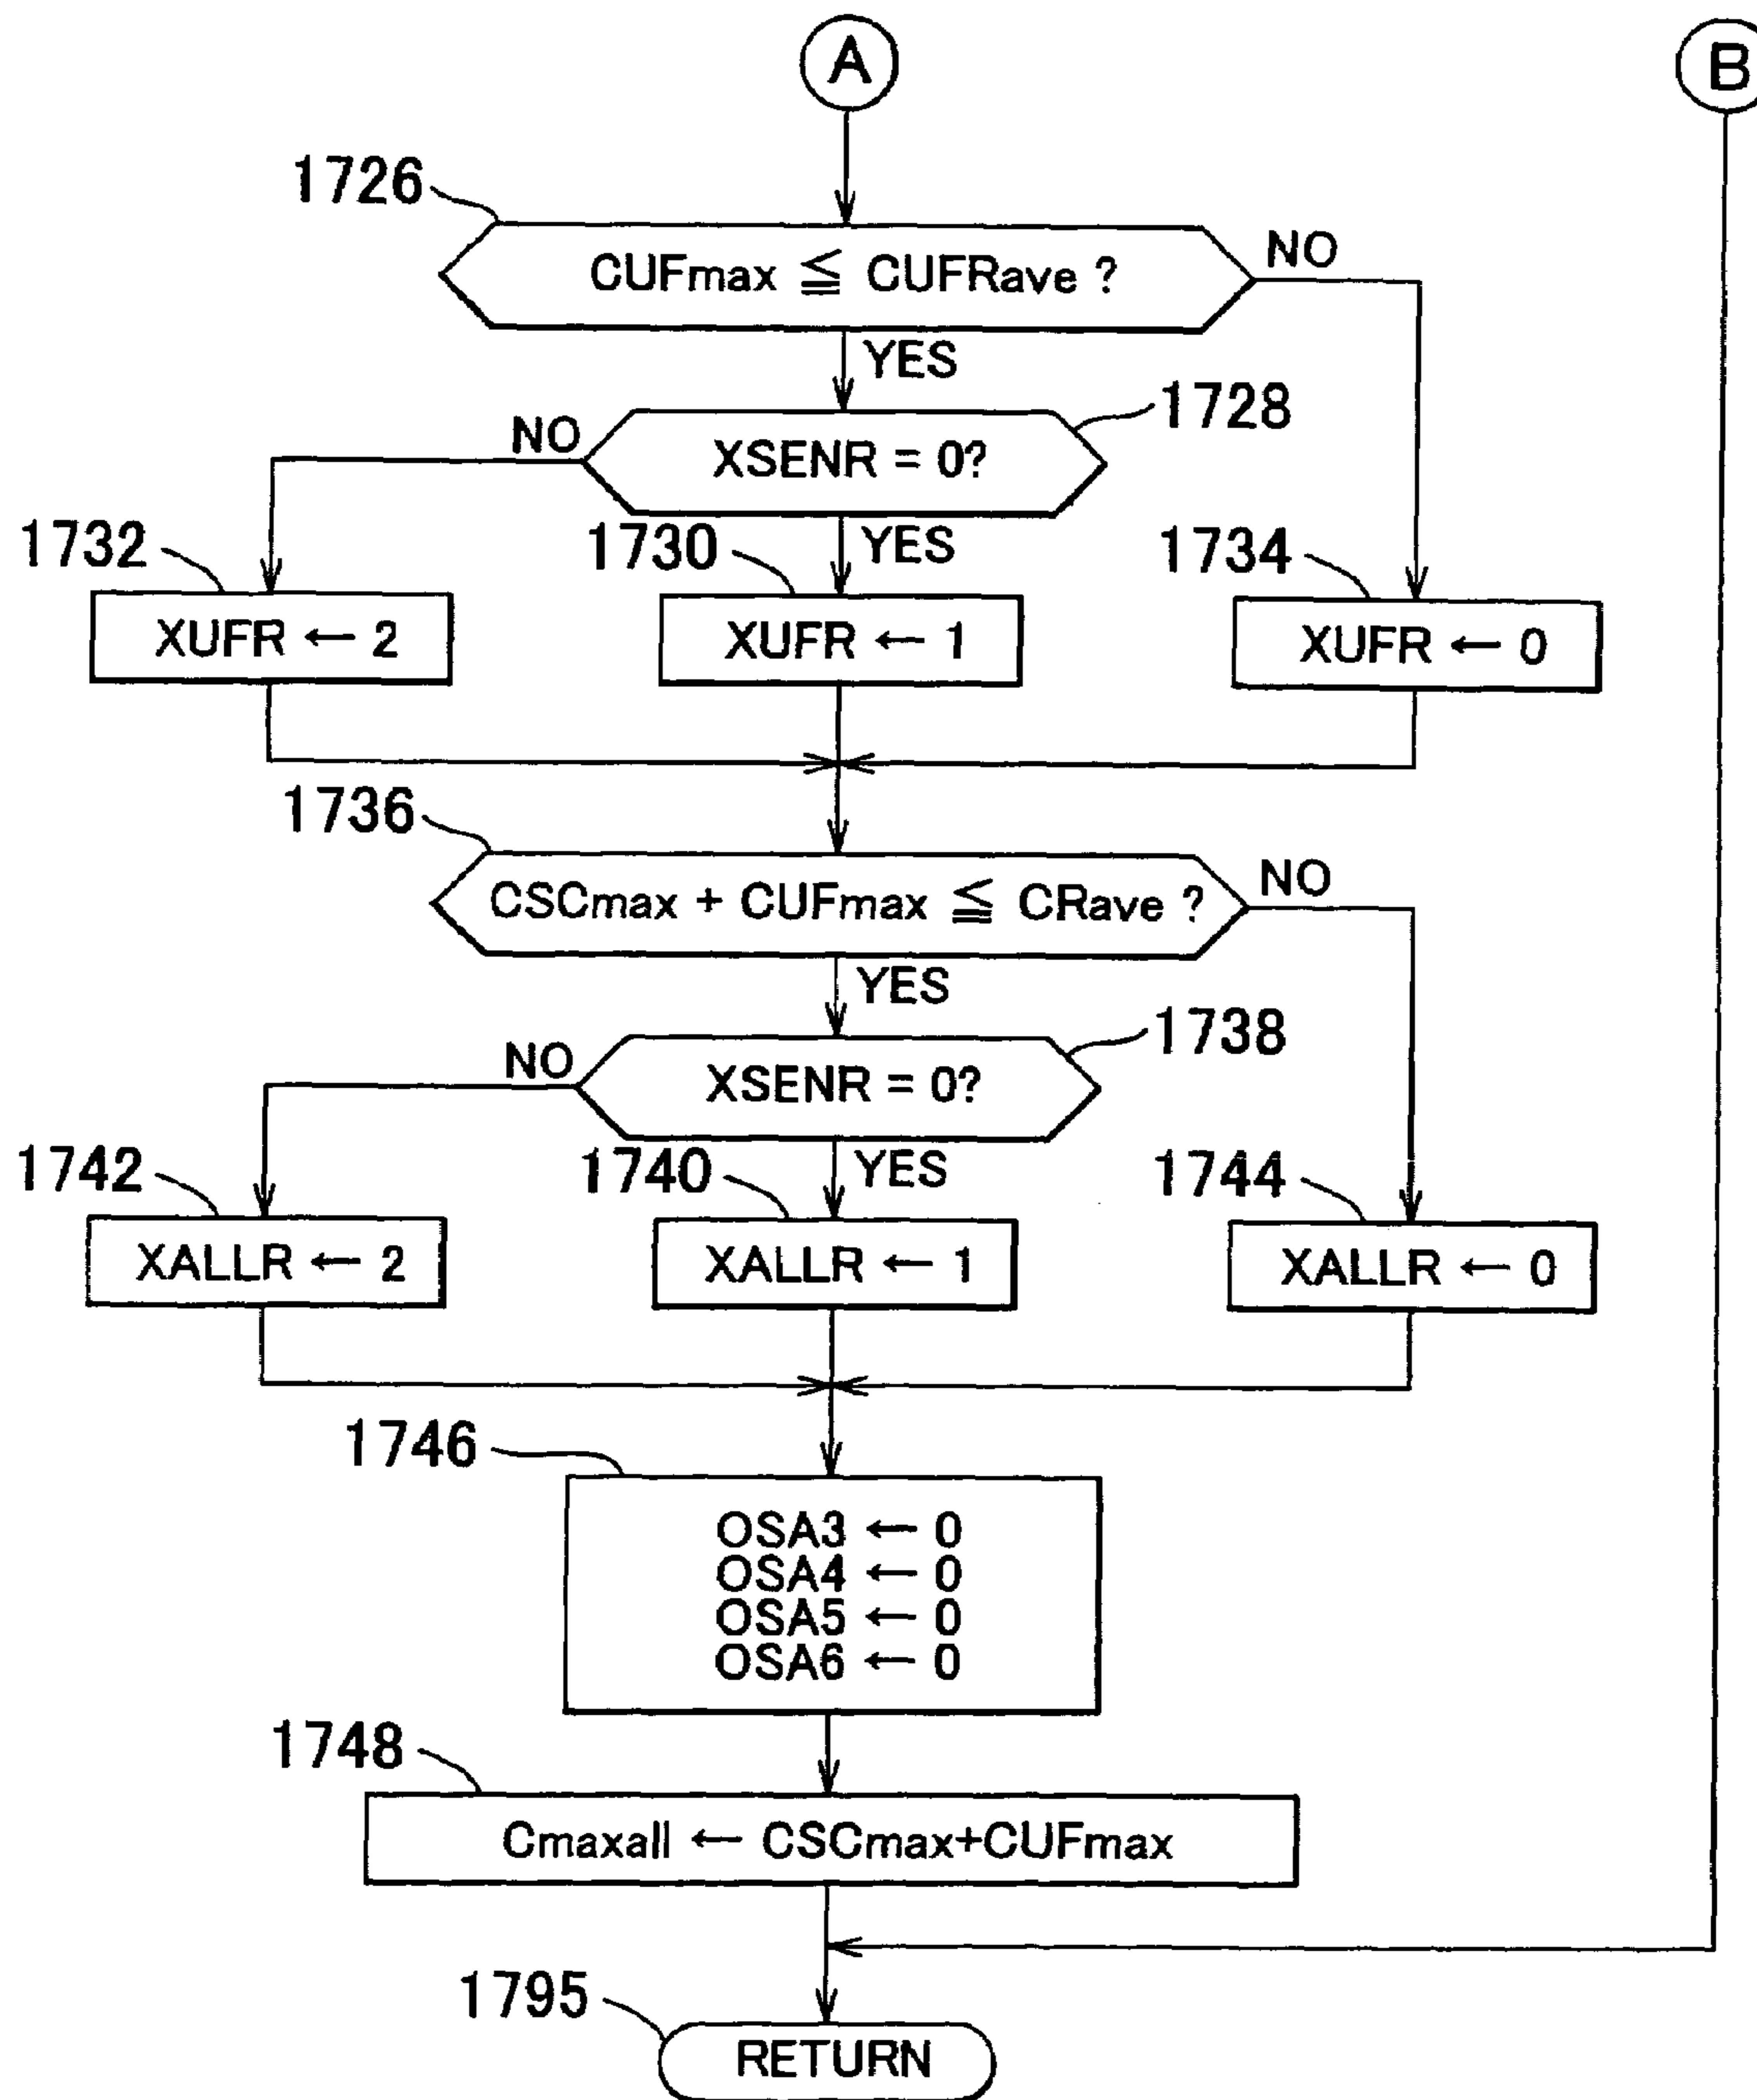 A
B
1726
CUFmax ≦ CUFRave ?
NO
YES
1728
NO
XSENR = 0?
1732
1730
YES
1734
XUFR ← 2
XUFR ← 1
XUFR ← 0
1736
CSCmax + CUFmax ≦ CRave ?
NO
YES
1738
NO
XSENR = 0?
1742
1740
YES
1744
XALLR ← 2
XALLR ← 1
XALLR ← 0
1746
OSA3 ← 0
OSA4 ← 0
OSA5 ← 0
OSA6 ← 0
1748
Cmaxall ← CSCmax+CUFmax
1795
RETURN